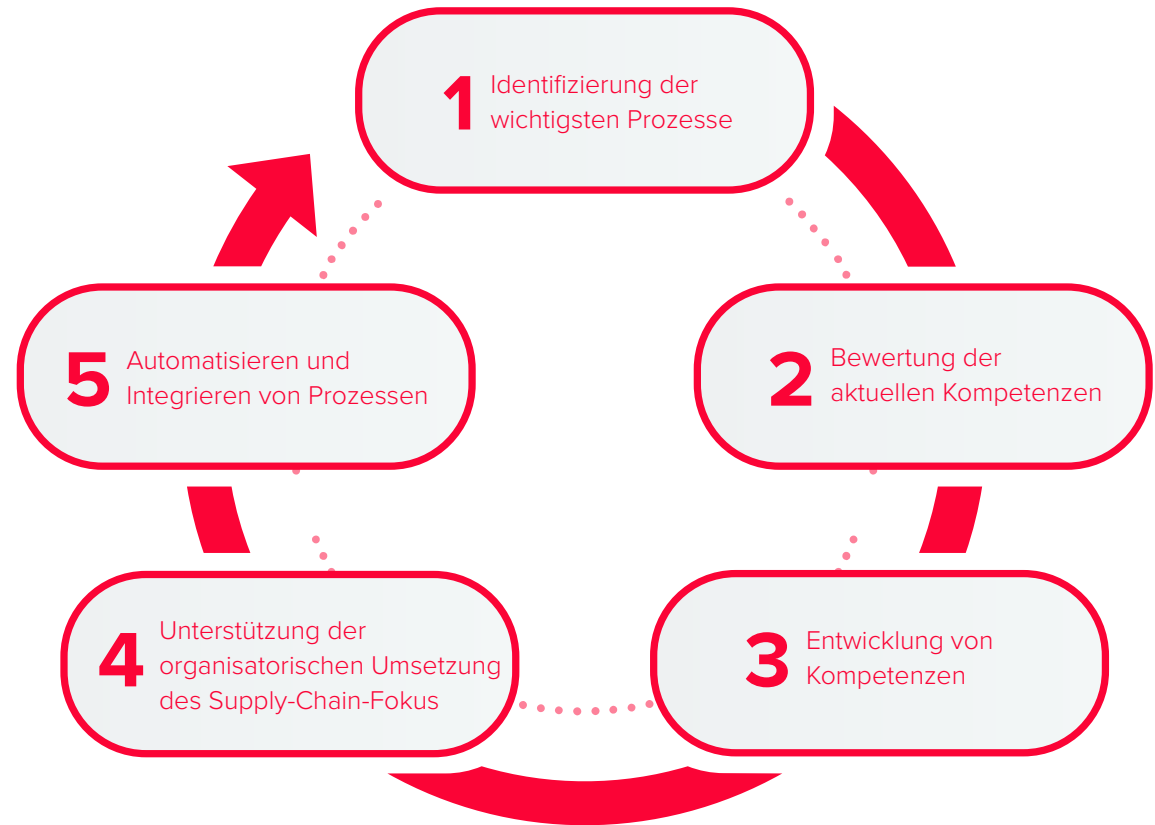 1 Identifizierung der
wichtigsten Prozesse
2 Bewertung der
aktuellen Kompetenzen
3 Entwicklung von
Kompetenzen
4 Unterstützung der
organisatorischen Umsetzung
des Supply-Chain-Fokus
5 Automatisieren und
Integrieren von Prozessen